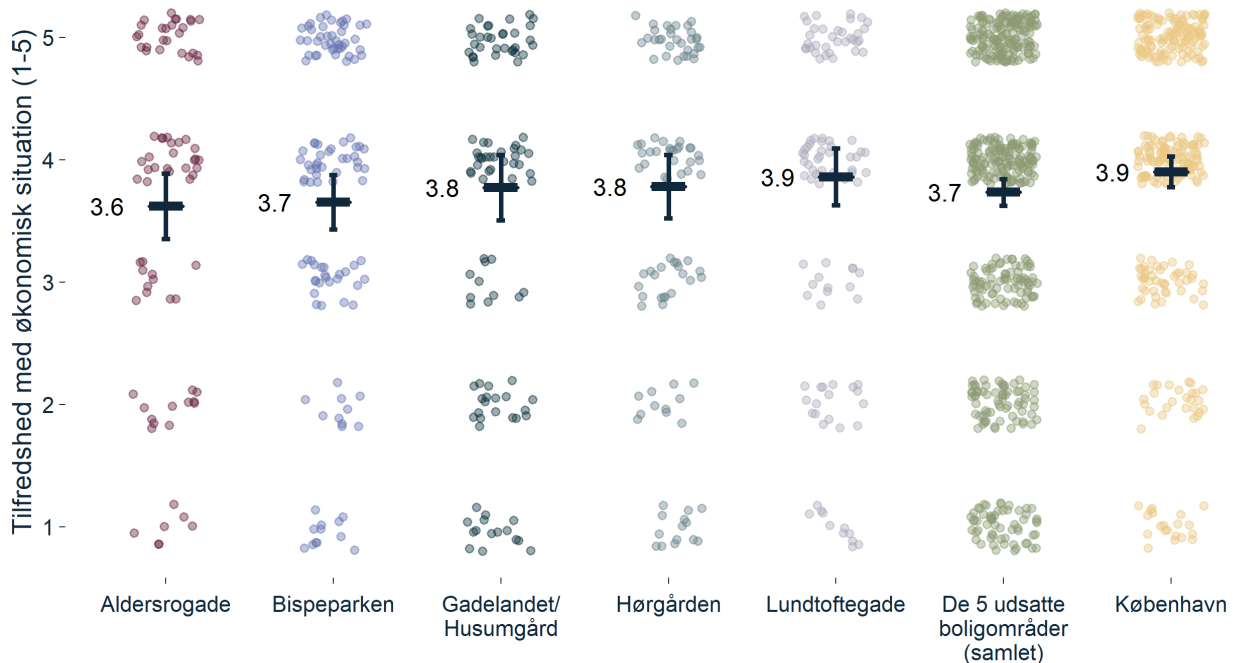 Tilfredshed med økonomisk situation (1-5)
5
4
3
2
1
3.6
3.7
3.8
3.8
3.9
3.7
3.9
Aldersrogade
Bispeparken
Gadelandet/
Husumgård
Hørgården
Lundtoftegade
De 5 udsatte
boligområder
(samlet)
København